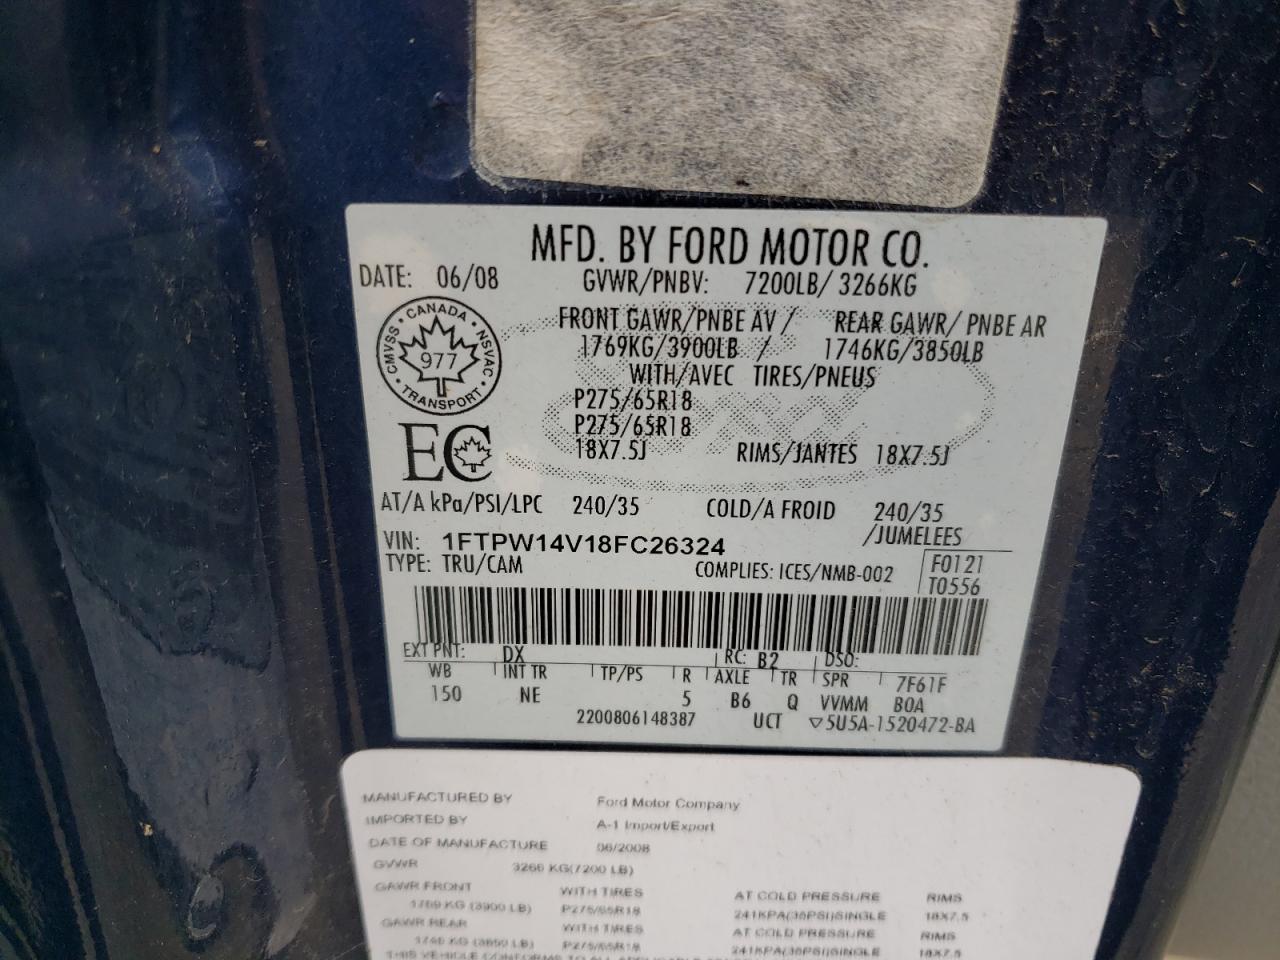 MFD. BY FORD MOTOR CO.
DATE: 06/08 GVWR/PNBV: 7200LB/ 3266KG
FRONT GAWR/PNBE AV / REAR GAWR/ PNBE AR
1769KG/3900LB / 1746KG/3850LB
WITH/AVEC TIRES/PNEUS
P275/65R18
P275/65R18
18X7.5J RIMS/JANTES 18X7.5J
CMVSS · CANADA · NSVAC · TRANSPORT ·
977
EC
AT/A kPa/PSI/LPC 240/35 COLD/A FROID 240/35
/JUMELEES
VIN: 1FTPW14V18FC26324
TYPE: TRU/CAM COMPLIES: ICES/NMB-002 F0121
T0556
EXT PNT: DX RC: B2 DSO:
WB INT TR TP/PS R AXLE TR SPR 7F61F
150 NE 5 B6 Q VVMM BOA
2200806148387 UCT ▽5U5A-1520472-BA
MANUFACTURED BY Ford Motor Company
IMPORTED BY A-1 Import/Export
DATE OF MANUFACTURE 06/2008
GVWR 3266 KG(7200 LB)
GAWR FRONT WITH TIRES AT COLD PRESSURE RIMS
1769 KG (3900 LB) P275/65R18 241KPA(35PSI)SINGLE 18X7.5
GAWR REAR WITH TIRES AT COLD PRESSURE RIMS
1746 KG (3850 LB) P275/65R18 241KPA(35PSI)SINGLE 18X7.5
THIS VEHICLE CONFORMS TO ALL APPLICABLE